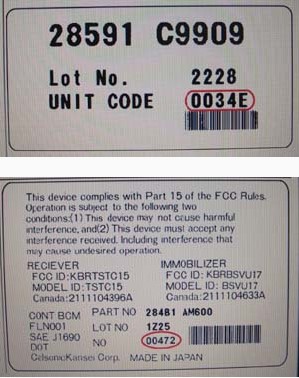 28591 C9909
Lot No. 2228
UNIT CODE 0034E
This device complies with Part 15 of the FCC Rules.
Operation is subject to the following two
conditions:(1) This device may not cause harmful
interference, and(2) This device must accept any
interference received. Including interference that
may cause undesired operation.
RECIEVER IMMOBILIZER
FCC ID:KBRTSTC15 FCC ID:KBRBSVU17
MODEL ID:TSTC15 MODEL ID:BSVU17
Canada:2111104396A Canada:2111104633A
CONT BCM PART NO 284B1 AM600
FLN001 LOT NO 1Z25
SAE J1690 NO 00472
DOT
CalsonicKansei Corp. MADE IN JAPAN